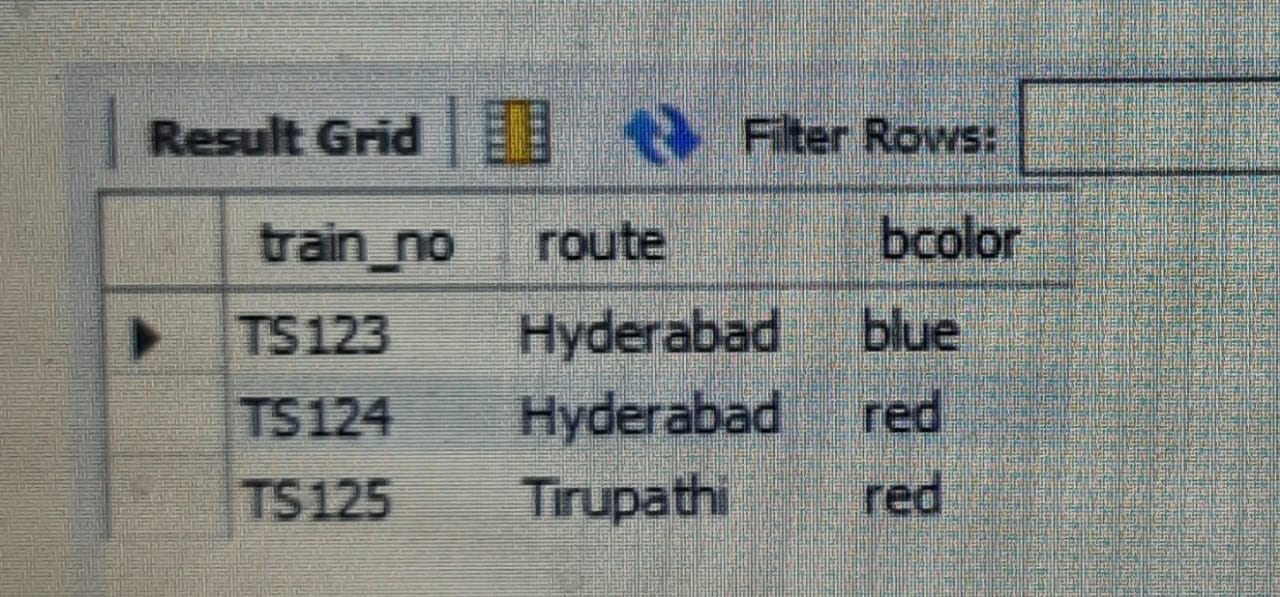 Result Grid Filter Rows:
train_no route bcolor
TS123 Hyderabad blue
TS124 Hyderabad red
TS125 Tirupathi red